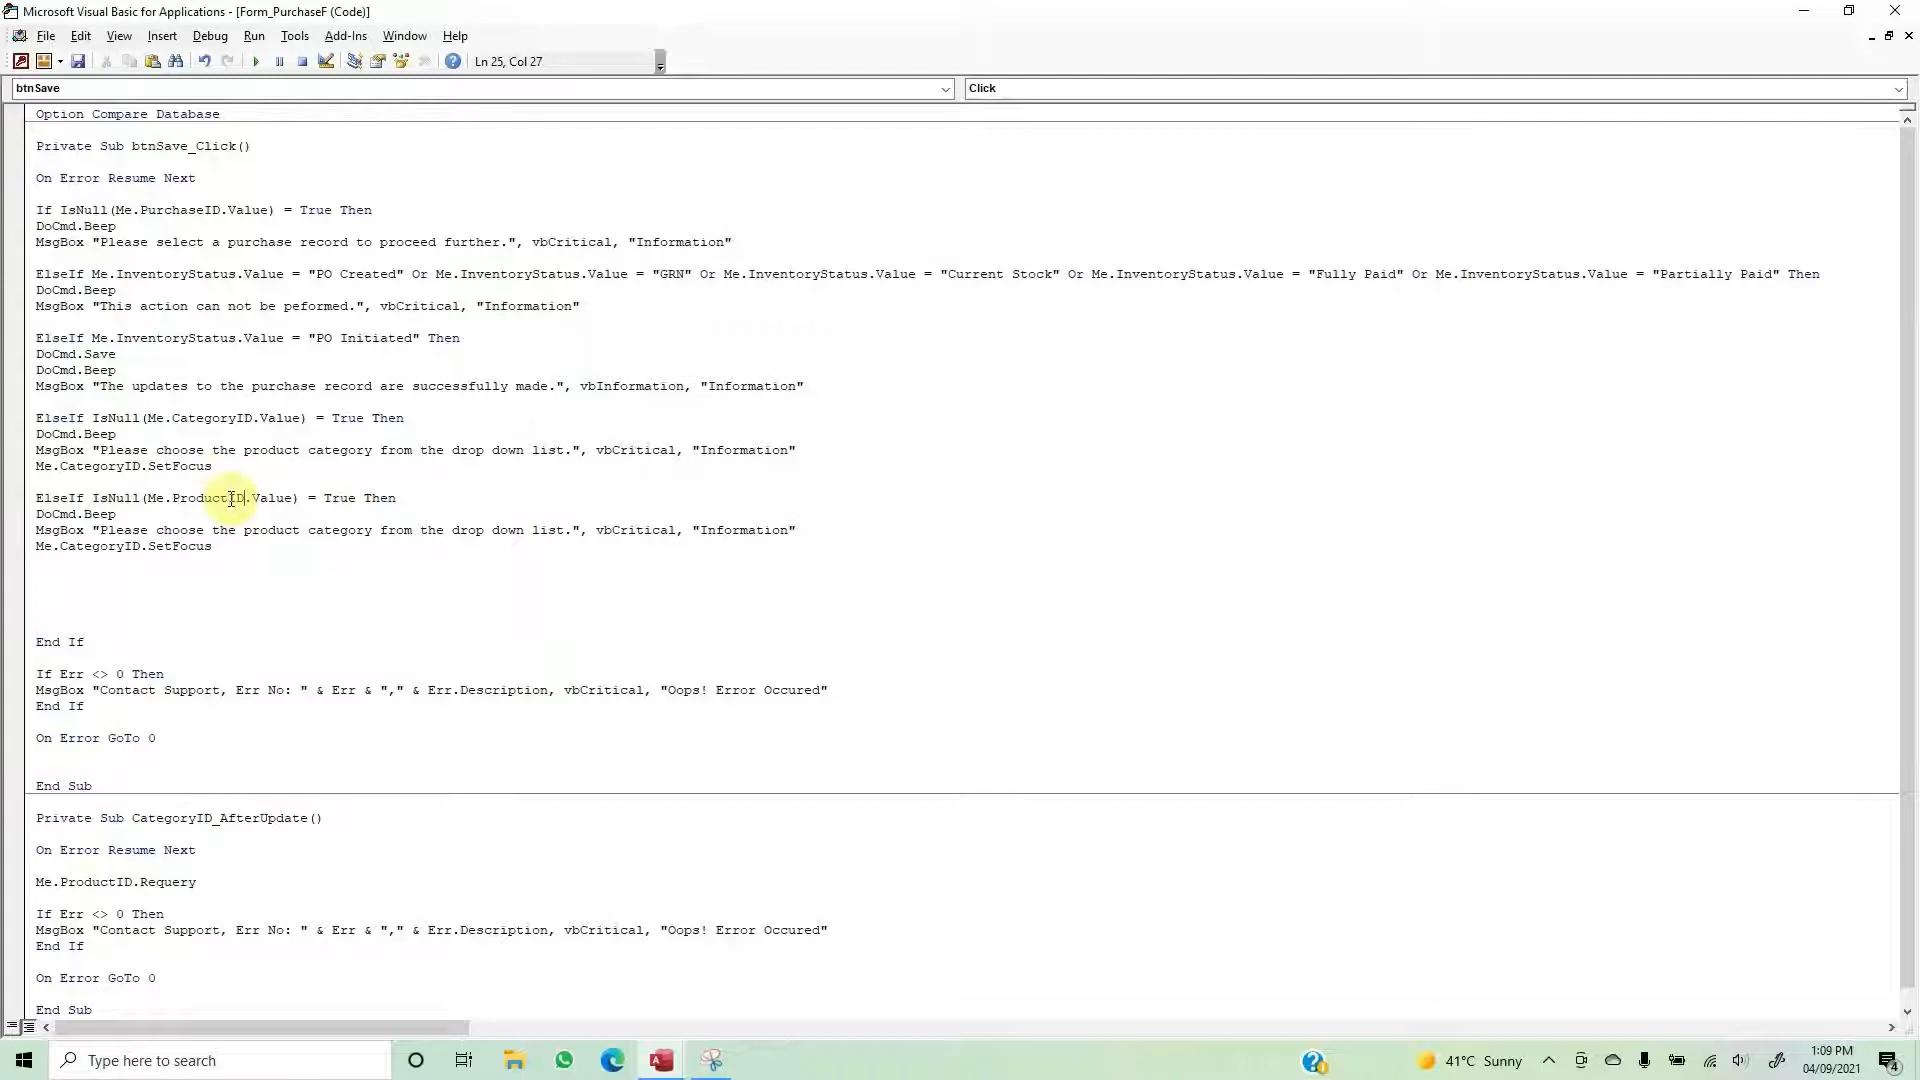 Microsoft Visual Basic for Applications - [Form_PurchaseF (Code)]
File Edit View Insert Debug Run Tools Add-Ins Window Help
Ln 25, Col 27
btnSave Click
Option Compare Database
Private Sub btnSave_Click()
On Error Resume Next
If IsNull(Me.PurchaseID.Value) = True Then
DoCmd.Beep
MsgBox "Please select a purchase record to proceed further.", vbCritical, "Information"
ElseIf Me.InventoryStatus.Value = "PO Created" Or Me.InventoryStatus.Value = "GRN" Or Me.InventoryStatus.Value = "Current Stock" Or Me.InventoryStatus.Value = "Fully Paid" Or Me.InventoryStatus.Value = "Partially Paid" Then
DoCmd.Beep
MsgBox "This action can not be peformed.", vbCritical, "Information"
ElseIf Me.InventoryStatus.Value = "PO Initiated" Then
DoCmd.Save
DoCmd.Beep
MsgBox "The updates to the purchase record are successfully made.", vbInformation, "Information"
ElseIf IsNull(Me.CategoryID.Value) = True Then
DoCmd.Beep
MsgBox "Please choose the product category from the drop down list.", vbCritical, "Information"
Me.CategoryID.SetFocus
ElseIf IsNull(Me.ProductID.Value) = True Then
DoCmd.Beep
MsgBox "Please choose the product category from the drop down list.", vbCritical, "Information"
Me.CategoryID.SetFocus
End If
If Err <> 0 Then
MsgBox "Contact Support, Err No: " & Err & "," & Err.Description, vbCritical, "Oops! Error Occured"
End If
On Error GoTo 0
End Sub
Private Sub CategoryID_AfterUpdate()
On Error Resume Next
Me.ProductID.Requery
If Err <> 0 Then
MsgBox "Contact Support, Err No: " & Err & "," & Err.Description, vbCritical, "Oops! Error Occured"
End If
On Error GoTo 0
End Sub
Type here to search
41°C Sunny
1:09 PM
04/09/2021
4